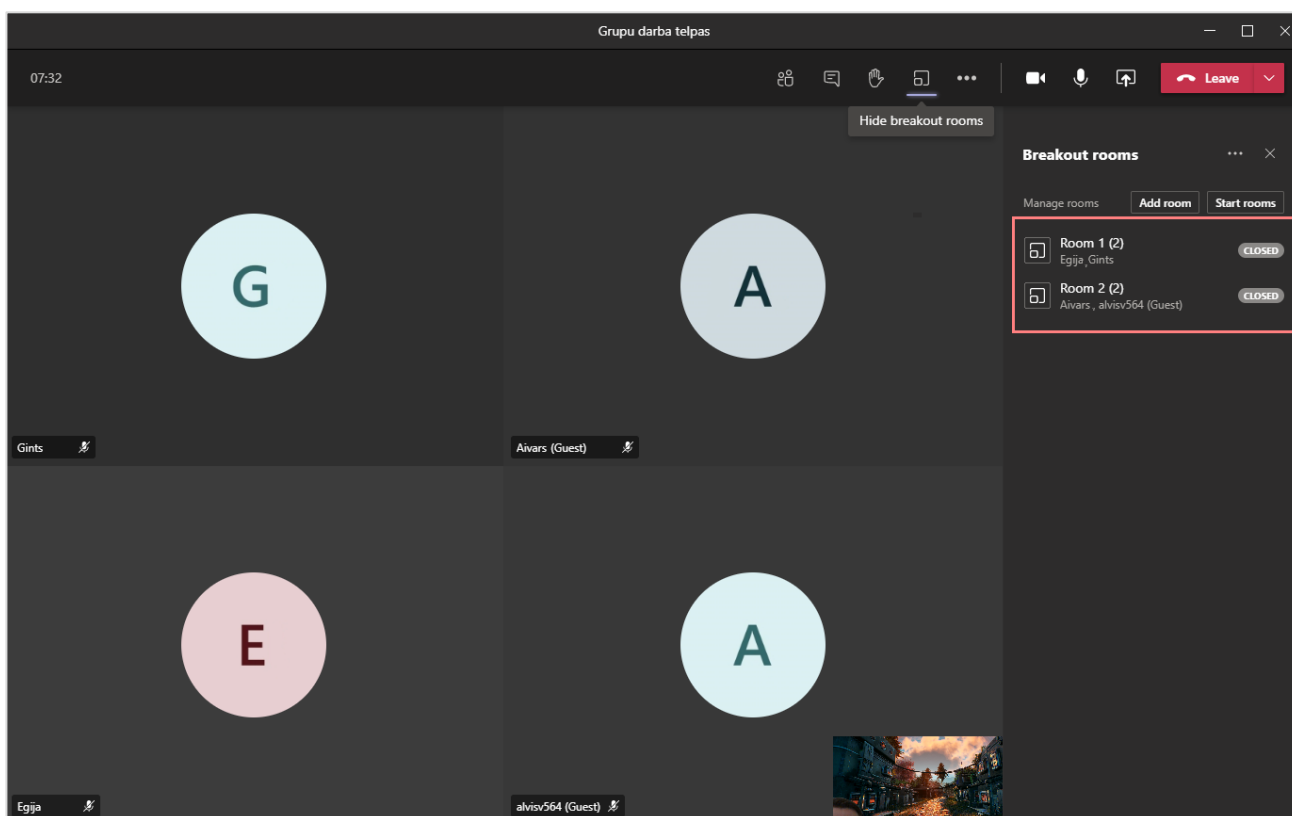 Grupu darba telpas
07:32
Leave
Hide breakout rooms
Breakout rooms
Manage rooms Add room Start rooms
Room 1 (2) CLOSED
Egija ,Gints
Room 2 (2) CLOSED
Aivars , alvisv564 (Guest)
G
A
Gints
Aivars (Guest)
E
A
Egija
alvisv564 (Guest)